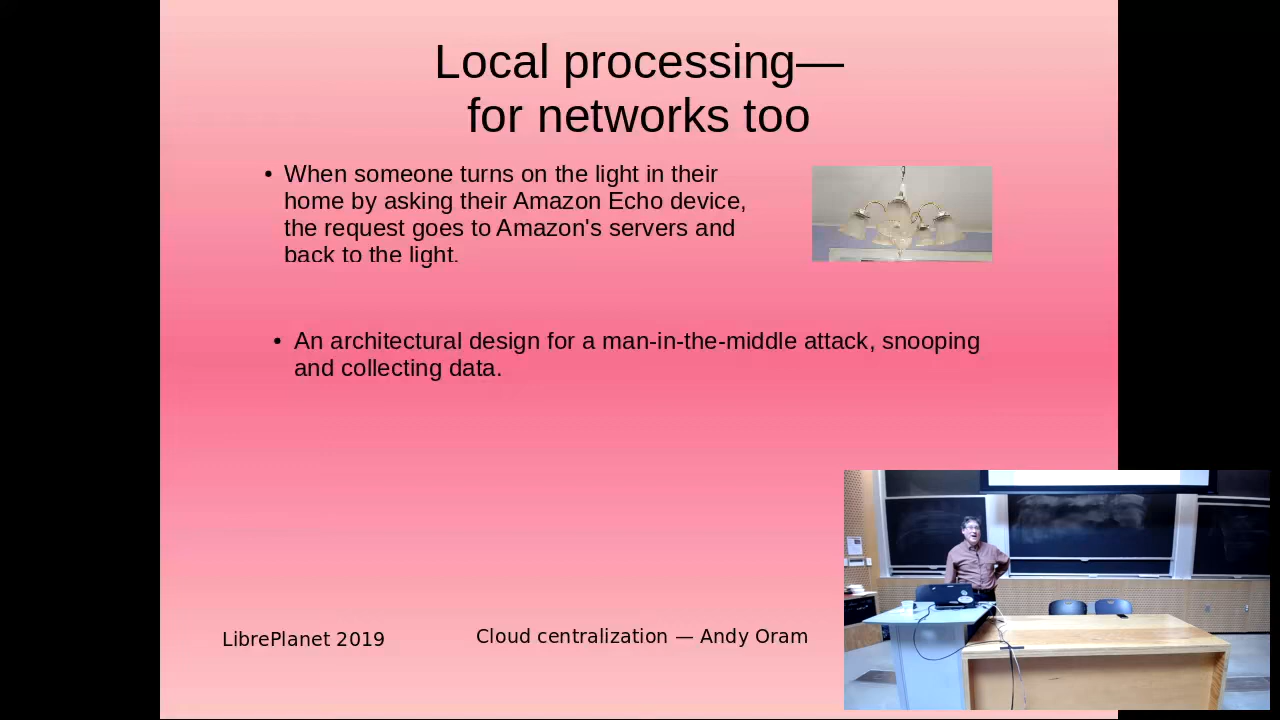 Local processing—
for networks too
• When someone turns on the light in their
home by asking their Amazon Echo device,
the request goes to Amazon's servers and
back to the light.
• An architectural design for a man-in-the-middle attack, snooping
and collecting data.
LibrePlanet 2019
Cloud centralization — Andy Oram